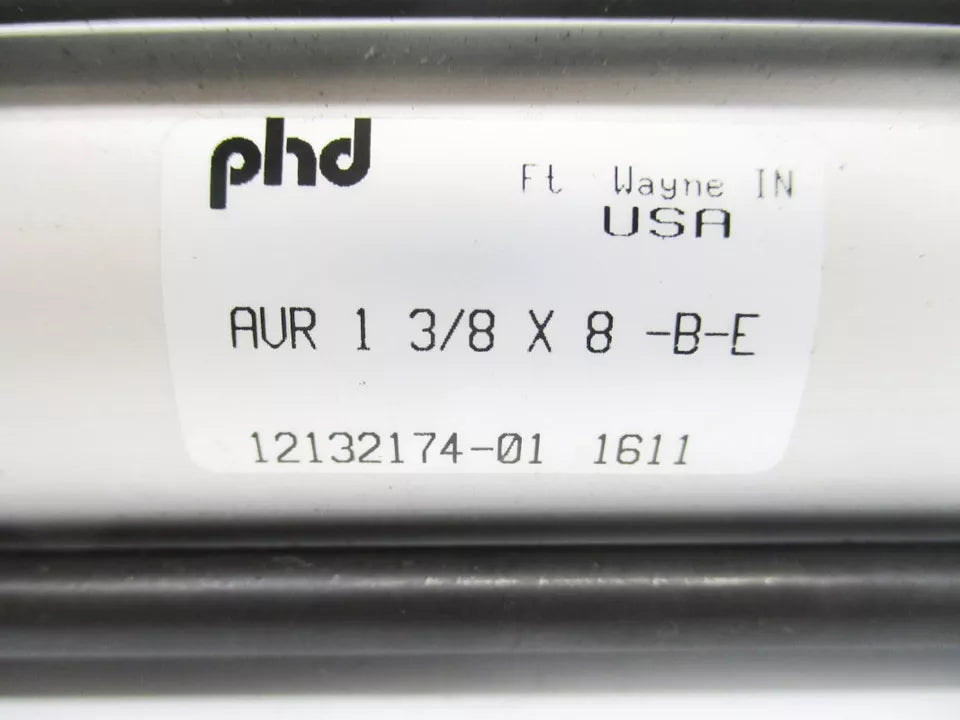 phd
Ft Wayne IN
USA
AVR 1 3/8 X 8 -B-E
12132174-01 1611